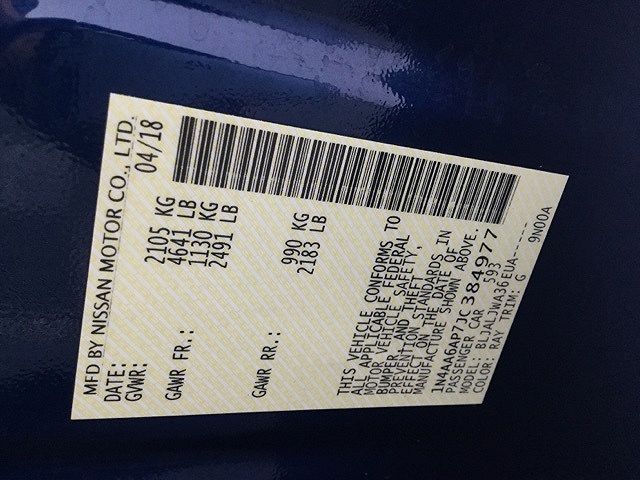 MFD BY NISSAN MOTOR CO., LTD.
DATE: 04/18
GVWR: 2105 KG
4641 LB
GAWR FR.: 1130 KG
2491 LB
GAWR RR.: 990 KG
2183 LB
THIS VEHICLE CONFORMS TO
ALL APPLICABLE FEDERAL
MOTOR VEHICLE SAFETY,
BUMPER, AND THEFT
PREVENTION STANDARDS IN
EFFECT ON THE DATE OF
MANUFACTURE SHOWN ABOVE.
1N4AA6AP7JC384977
PASSENGER CAR 593
MODEL: BLJALJWA36EUA------
COLOR: RAY TRIM: G 9N00A